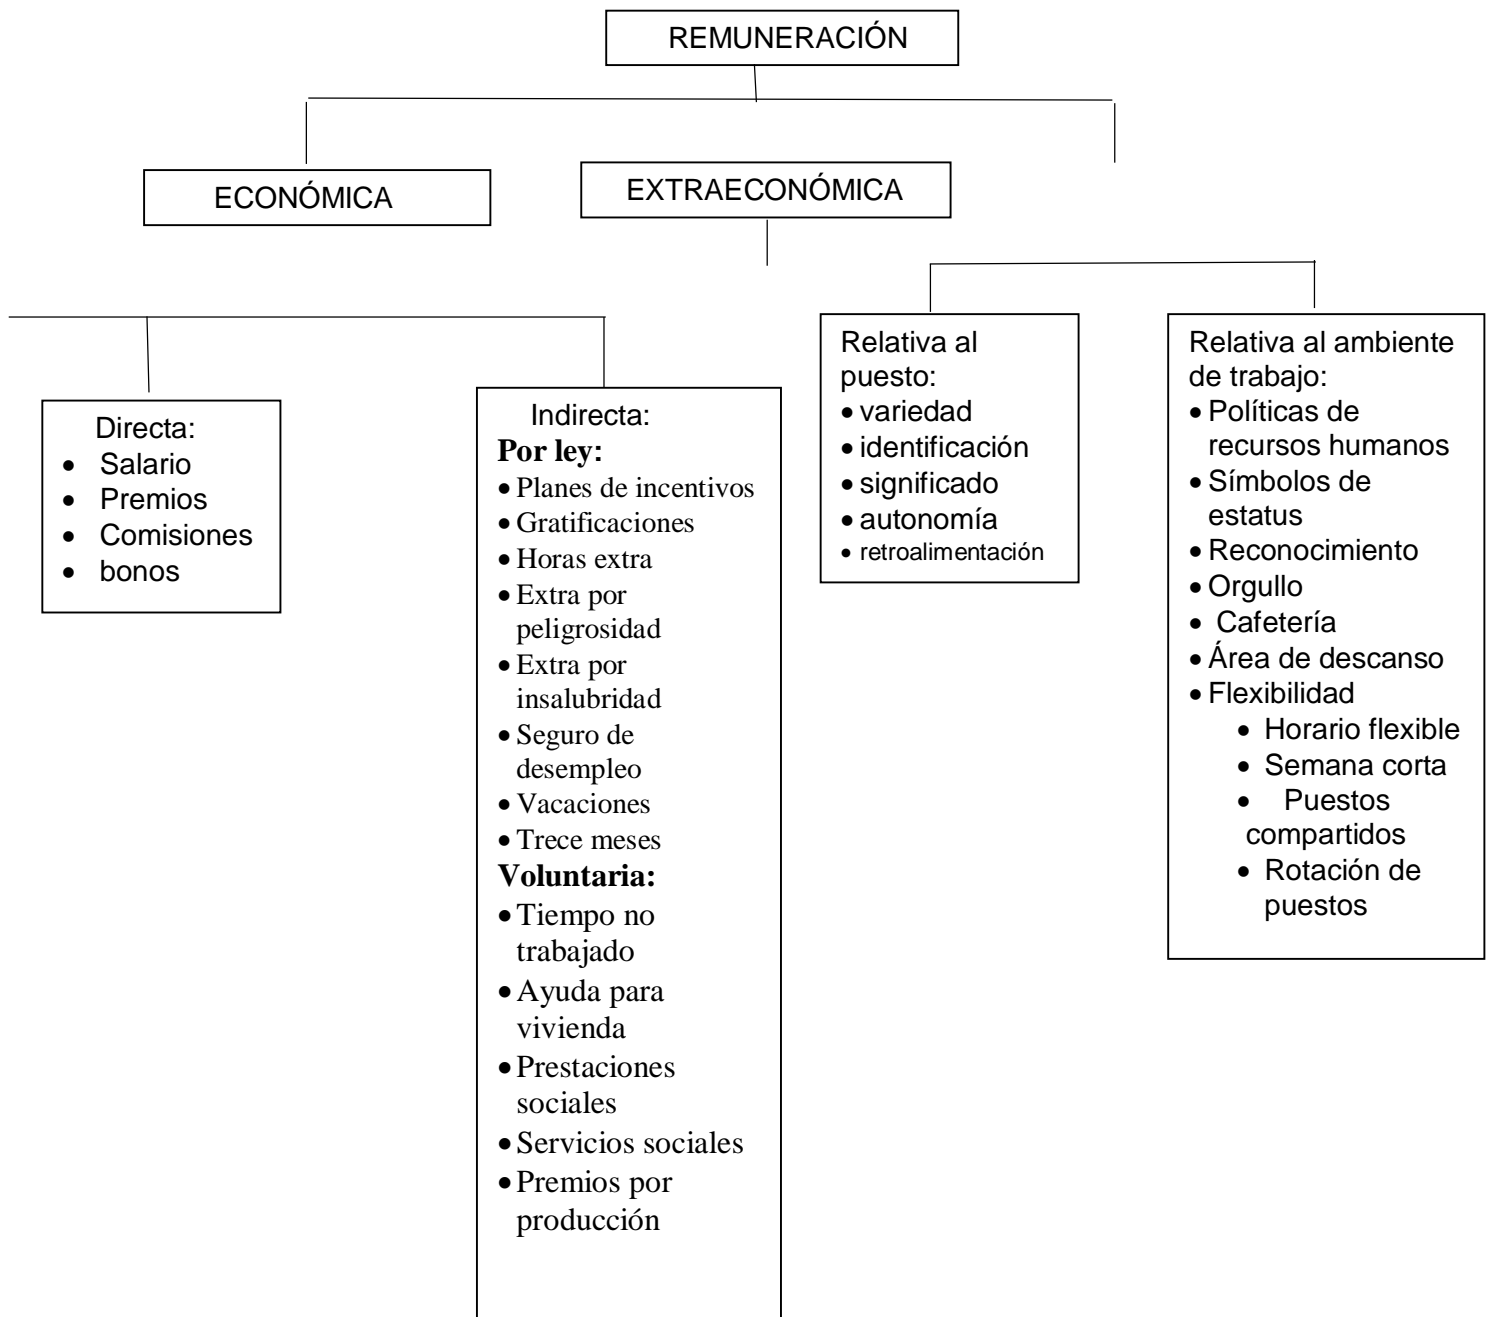 REMUNERACIÓN
ECONÓMICA
EXTRAECONÓMICA
Directa:
• Salario
• Premios
• Comisiones
• bonos
Indirecta:
Por ley:
• Planes de incentivos
• Gratificaciones
• Horas extra
• Extra por
peligrosidad
• Extra por
insalubridad
• Seguro de
desempleo
• Vacaciones
• Trece meses
Voluntaria:
• Tiempo no
trabajado
• Ayuda para
vivienda
• Prestaciones
sociales
• Servicios sociales
• Premios por
producción
Relativa al
puesto:
• variedad
• identificación
• significado
• autonomía
• retroalimentación
Relativa al ambiente
de trabajo:
• Políticas de
recursos humanos
• Símbolos de
estatus
• Reconocimiento
• Orgullo
• Cafetería
• Área de descanso
• Flexibilidad
• Horario flexible
• Semana corta
• Puestos
compartidos
• Rotación de
puestos